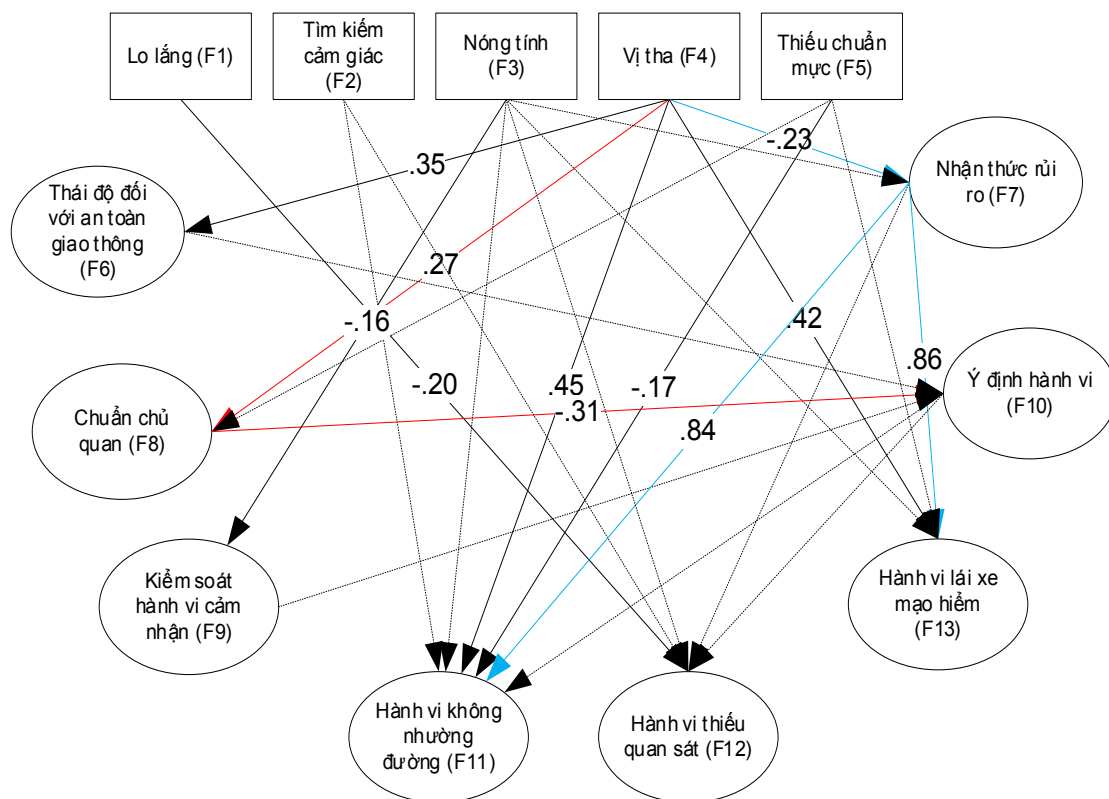 Lo lắng (F1)
Tìm kiếm
cảm giác
(F2)
Nóng tính
(F3)
Vị tha (F4)
Thiếu chuẩn
mực (F5)
-.23
.35
Nhận thức rủi
ro (F7)
Thái độ đối
với an toàn
giao thông
(F6)
.27
-.16
.42
.86
-.20
.45
-.17
-.31
Ý định hành vi
(F10)
Chuẩn chủ
quan (F8)
.84
Kiểm soát
hành vi cảm
nhận (F9)
Hành vi lái xe
mạo hiểm
(F13)
Hành vi không
nhường
đường (F11)
Hành vi thiếu
quan sát (F12)